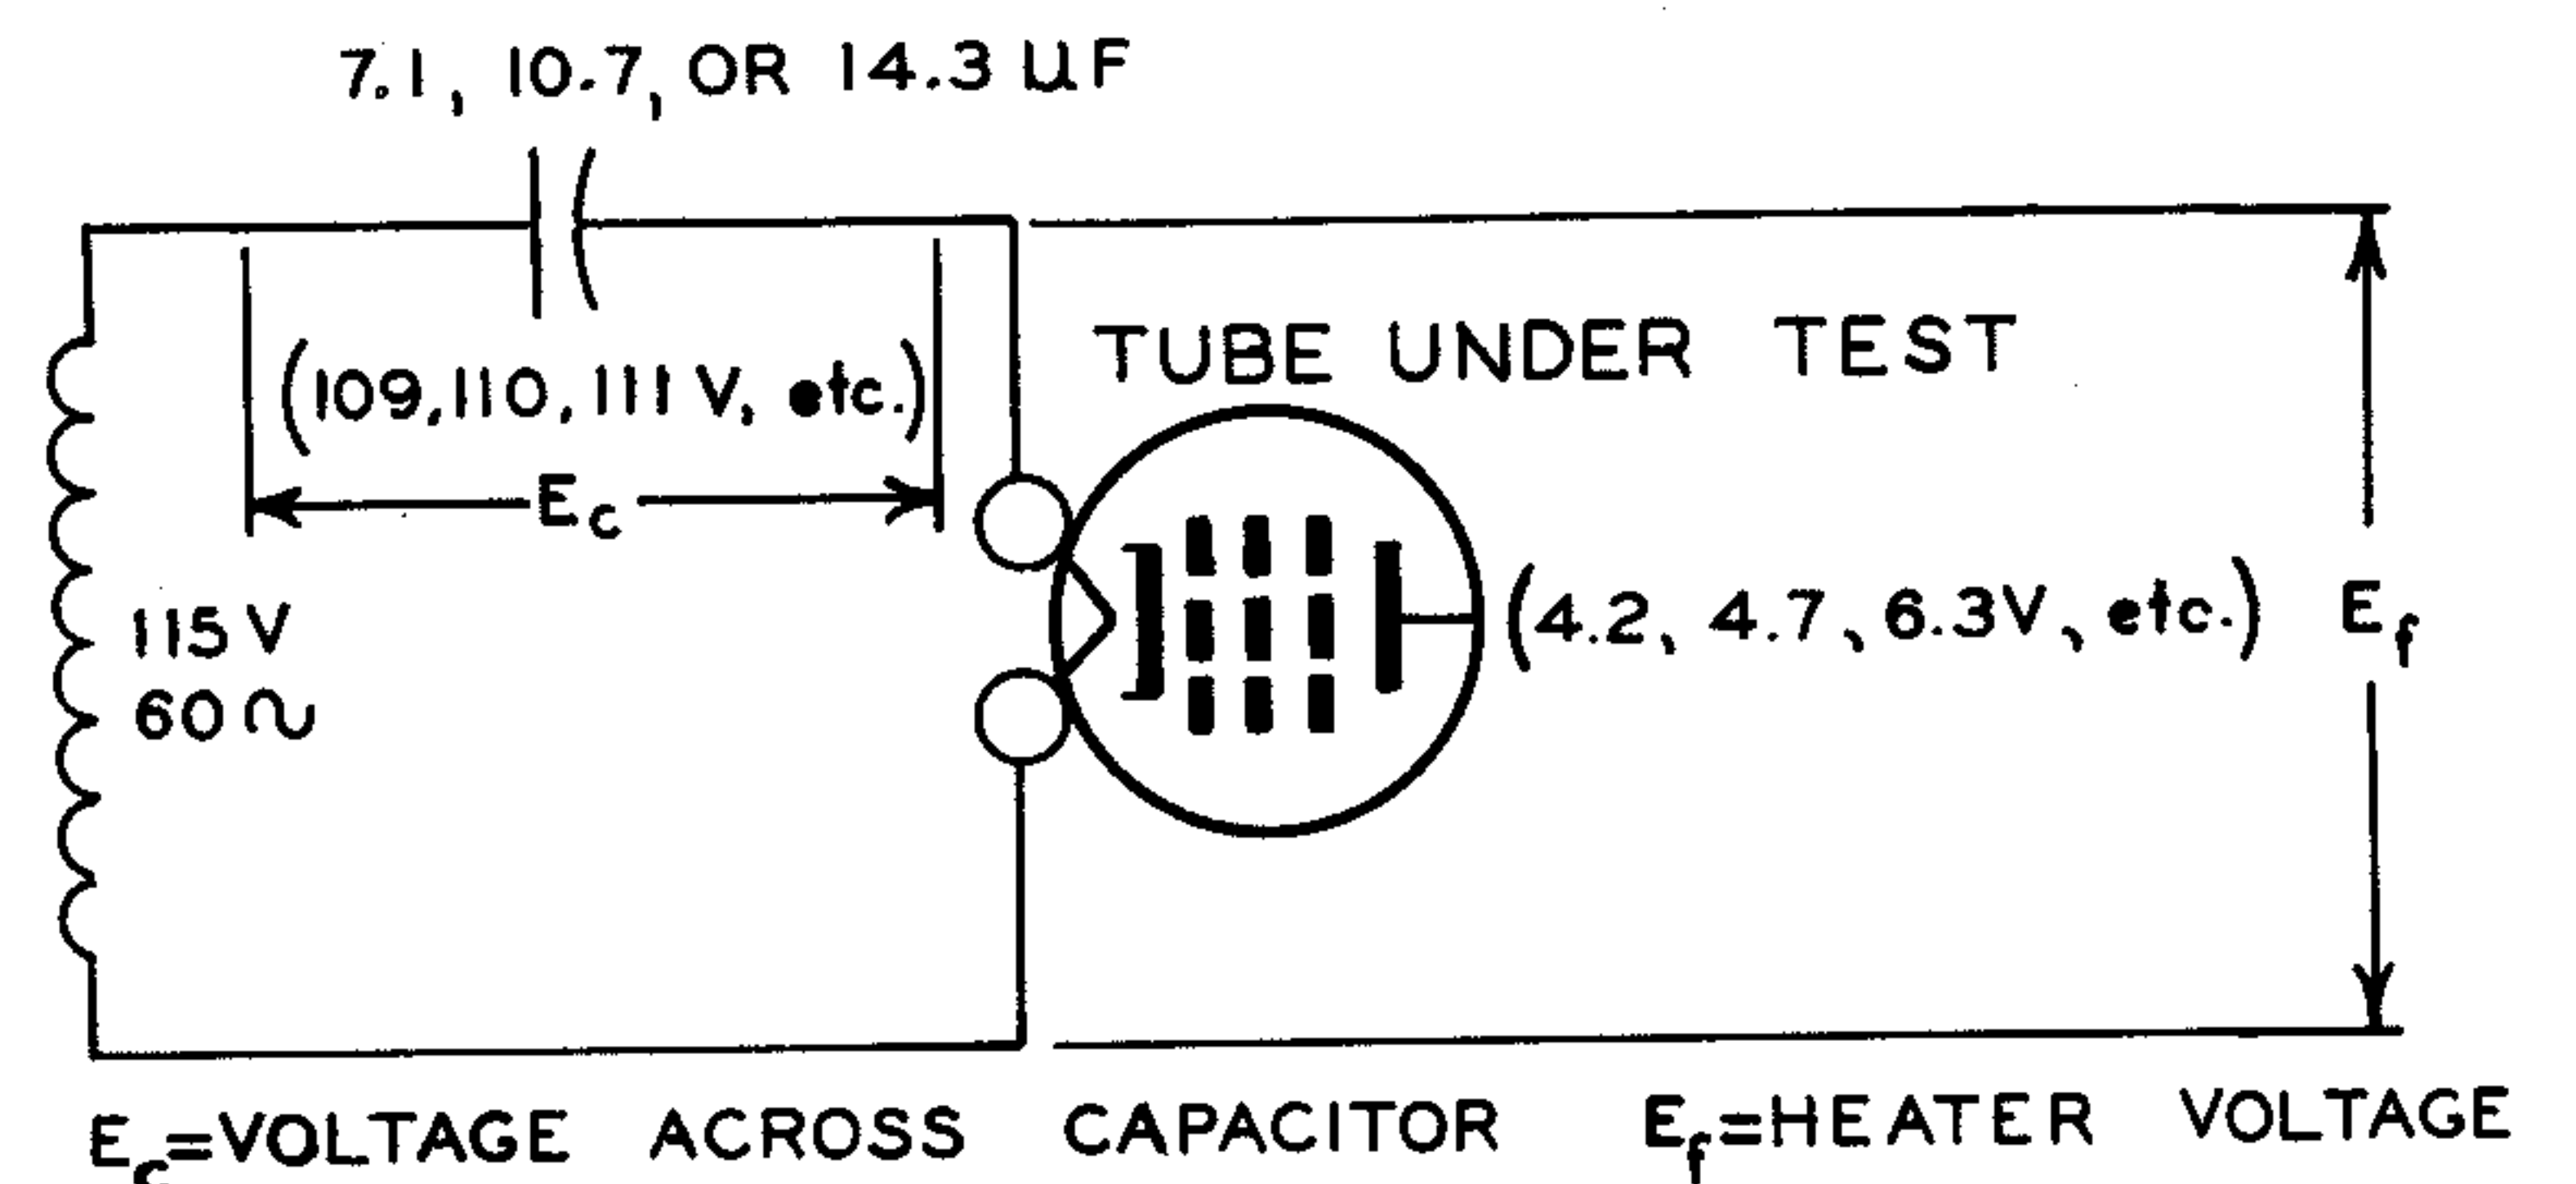 7.1, 10.7, OR 14.3 µF
(109, 110, 111 V, etc.)
Ec
TUBE UNDER TEST
115 V
60 ∿
(4.2, 4.7, 6.3V, etc.)
Ef
Ec=VOLTAGE ACROSS CAPACITOR Ef=HEATER VOLTAGE